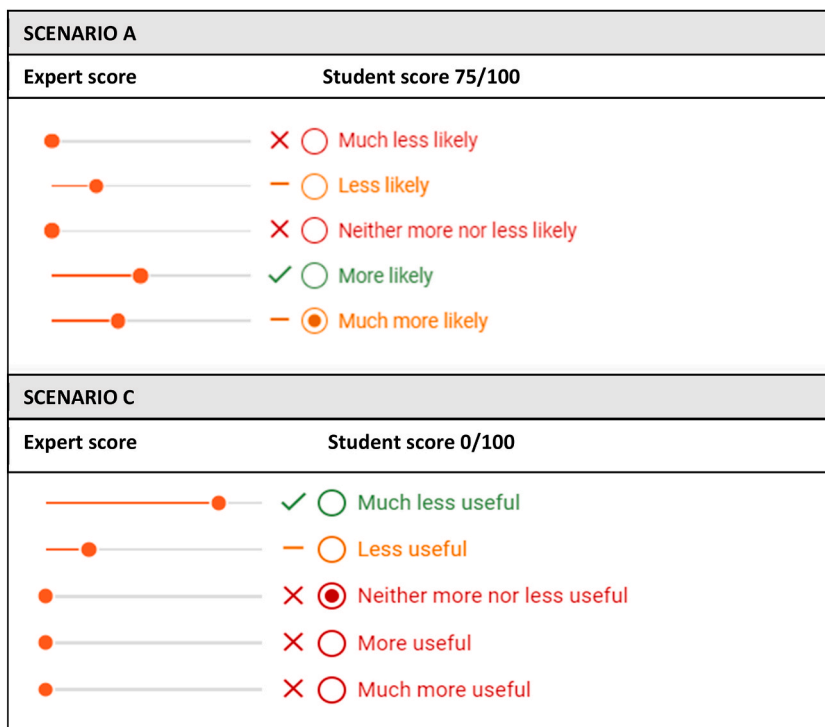 SCENARIO A
Expert score Student score 75/100
Much less likely
Less likely
Neither more nor less likely
More likely
Much more likely
SCENARIO C
Expert score Student score 0/100
Much less useful
Less useful
Neither more nor less useful
More useful
Much more useful